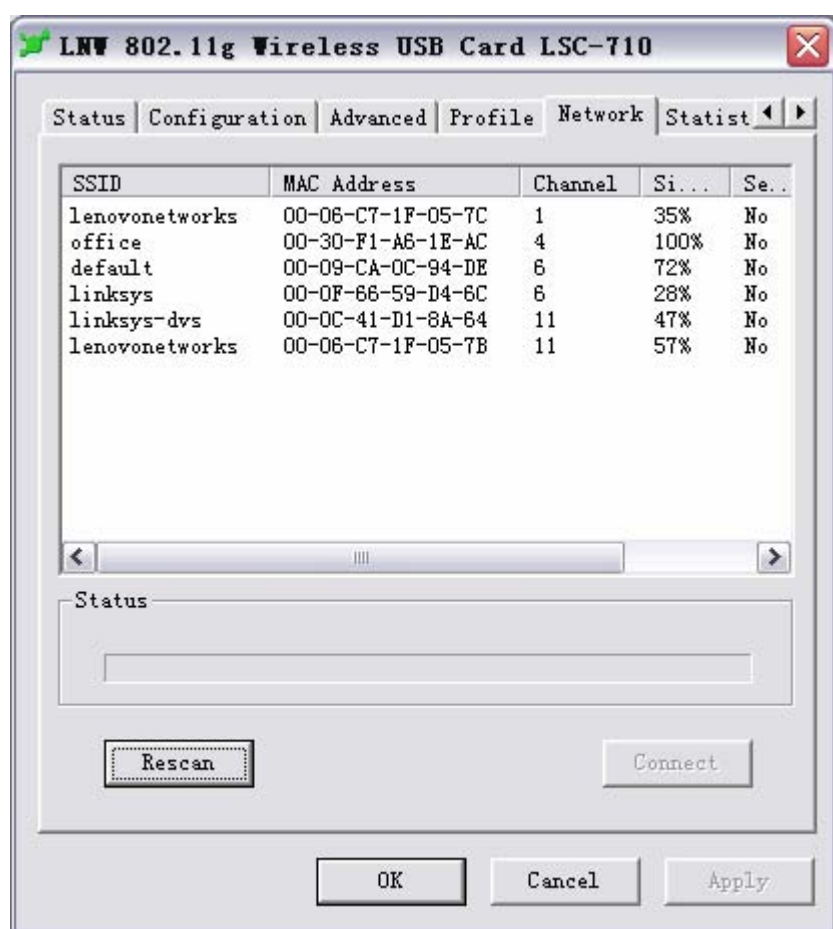 LNW 802.11g Wireless USB Card LSC-710
Status Configuration Advanced Profile Network Statist
SSID MAC Address Channel Si... Se..
lenovonetworks 00-06-C7-1F-05-7C 1 35% No
office 00-30-F1-A6-1E-AC 4 100% No
default 00-09-CA-0C-94-DE 6 72% No
linksys 00-0F-66-59-D4-6C 6 28% No
linksys-dvs 00-0C-41-D1-8A-64 11 47% No
lenovonetworks 00-06-C7-1F-05-7B 11 57% No
Status
Rescan Connect
OK Cancel Apply